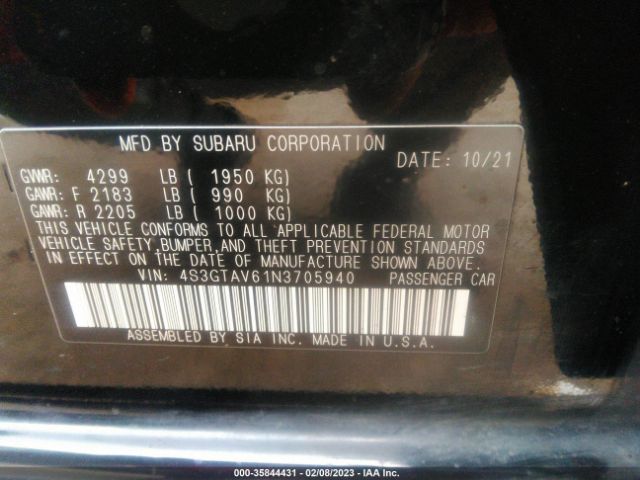 MFD BY SUBARU CORPORATION
DATE: 10/21
GVWR: 4299 LB ( 1950 KG)
GAWR: F 2183 LB ( 990 KG)
GAWR: R 2205 LB ( 1000 KG)
THIS VEHICLE CONFORMS TO ALL APPLICABLE FEDERAL MOTOR
VEHICLE SAFETY, BUMPER, AND THEFT PREVENTION STANDARDS
IN EFFECT ON THE DATE OF MANUFACTURE SHOWN ABOVE.
VIN: 4S3GTAV61N3705940 PASSENGER CAR
ASSEMBLED BY SIA INC. MADE IN U.S.A.
000-35844431 - 02/08/2023 - IAA Inc.